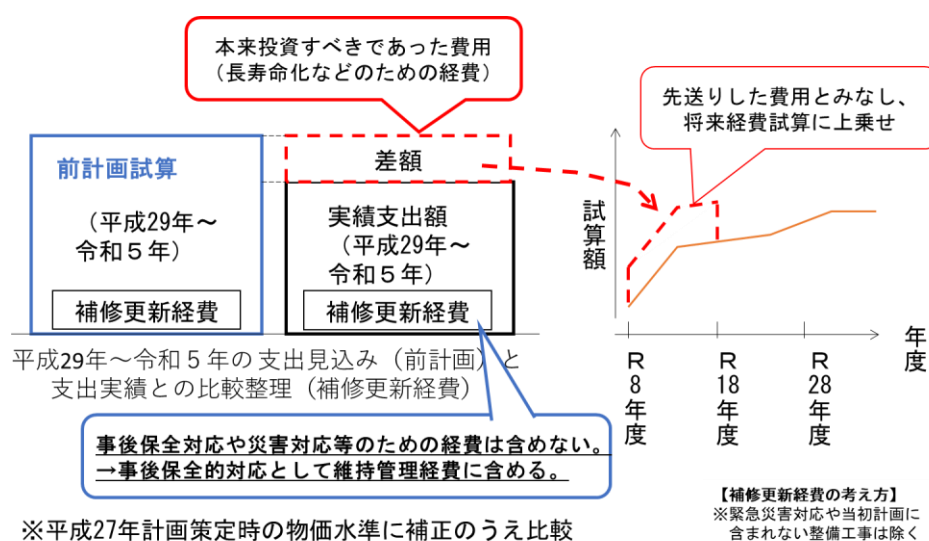 本来投資すべきであった費用
（長寿命化などのための経費）
先送りした費用とみなし、
将来経費試算に上乗せ
前計画試算
（平成29年～
令和５年）
補修更新経費
差額
実績支出額
（平成29年～
令和５年）
補修更新経費
試算額
年度
R8年度
R18年度
R28年度
平成29年～令和５年の支出見込み（前計画）と
支出実績との比較整理（補修更新経費）
事後保全対応や災害対応等のための経費は含めない。
→事後保全的対応として維持管理経費に含める。
※平成27年計画策定時の物価水準に補正のうえ比較
【補修更新経費の考え方】
※緊急災害対応や当初計画に
含まれない整備工事は除く